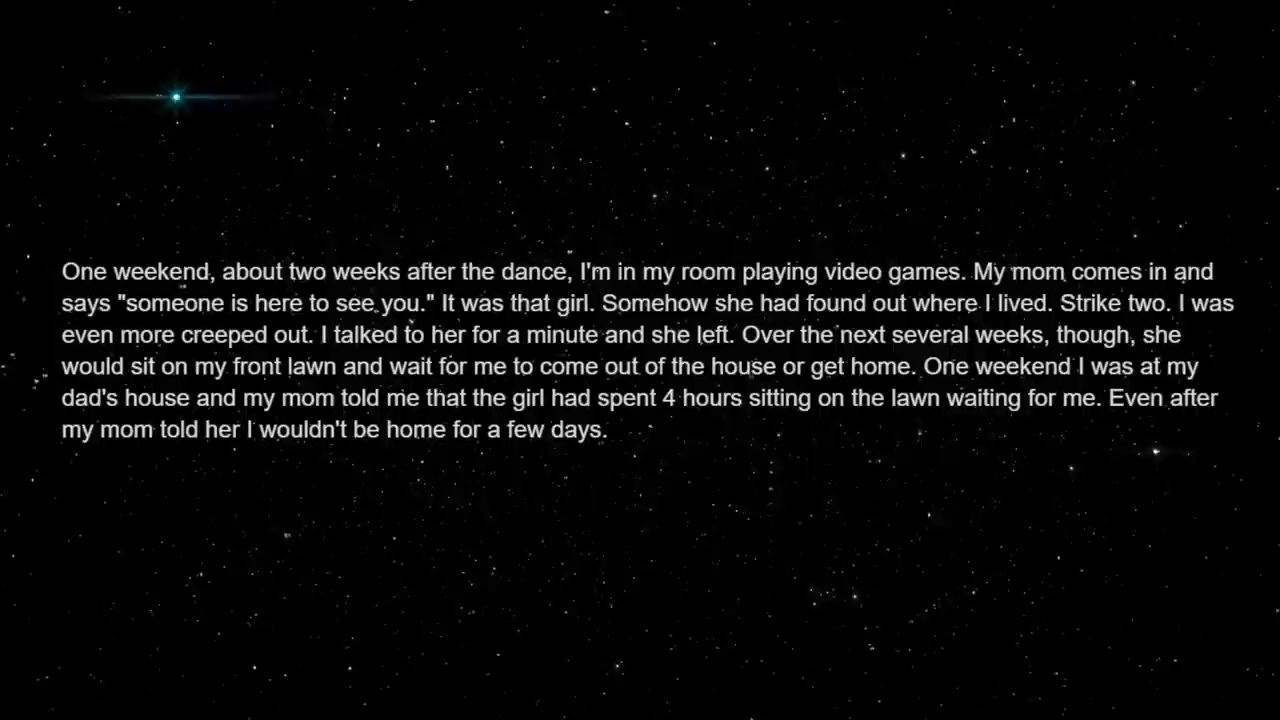 One weekend, about two weeks after the dance, I'm in my room playing video games. My mom comes in and
says "someone is here to see you." It was that girl. Somehow she had found out where I lived. Strike two. I was
even more creeped out. I talked to her for a minute and she left. Over the next several weeks, though, she
would sit on my front lawn and wait for me to come out of the house or get home. One weekend I was at my
dad's house and my mom told me that the girl had spent 4 hours sitting on the lawn waiting for me. Even after
my mom told her I wouldn't be home for a few days.